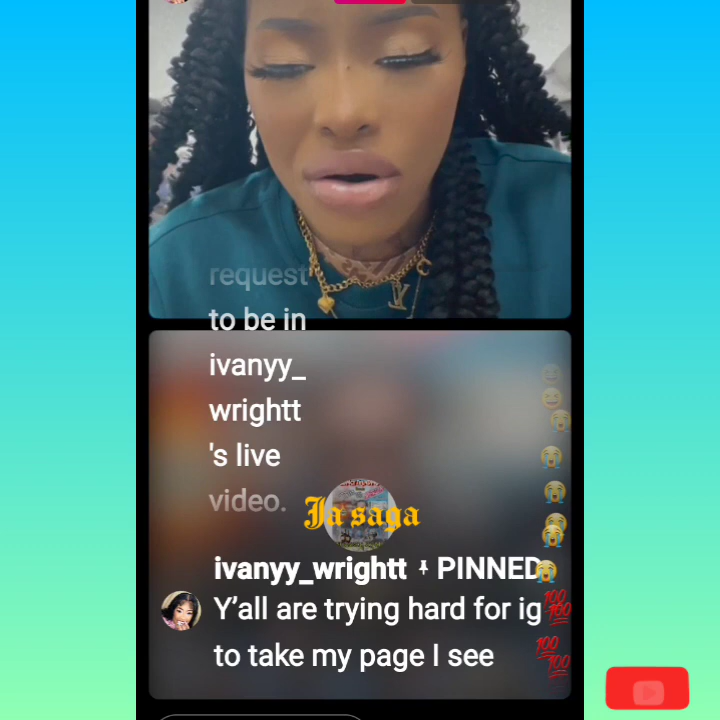 request
to be in
ivanyy_
wrightt
's live
video.
Ja saga
ivanyy_wrightt PINNED
Y'all are trying hard for ig
to take my page I see